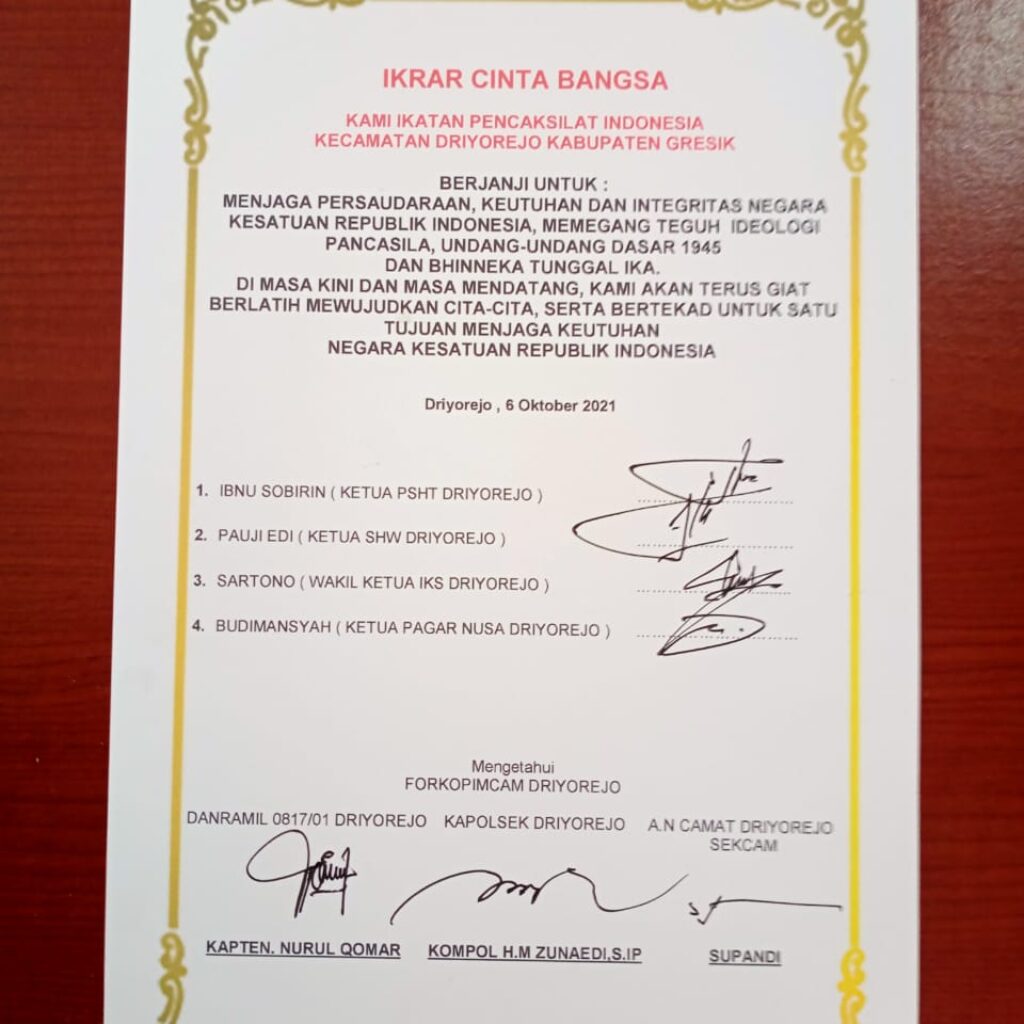 IKRAR CINTA BANGSA
KAMI IKATAN PENCAKSILAT INDONESIA
KECAMATAN DRIYOREJO KABUPATEN GRESIK
BERJANJI UNTUK :
MENJAGA PERSAUDARAAN, KEUTUHAN DAN INTEGRITAS NEGARA
KESATUAN REPUBLIK INDONESIA, MEMEGANG TEGUH IDEOLOGI
PANCASILA, UNDANG-UNDANG DASAR 1945
DAN BHINNEKA TUNGGAL IKA.
DI MASA KINI DAN MASA MENDATANG, KAMI AKAN TERUS GIAT
BERLATIH MEWUJUDKAN CITA-CITA, SERTA BERTEKAD UNTUK SATU
TUJUAN MENJAGA KEUTUHAN
NEGARA KESATUAN REPUBLIK INDONESIA
Driyorejo , 6 Oktober 2021
1. IBNU SOBIRIN ( KETUA PSHT DRIYOREJO )
2. PAUJI EDI ( KETUA SHW DRIYOREJO )
3. SARTONO ( WAKIL KETUA IKS DRIYOREJO )
4. BUDIMANSYAH ( KETUA PAGAR NUSA DRIYOREJO )
Mengetahui
FORKOPIMCAM DRIYOREJO
DANRAMIL 0817/01 DRIYOREJO KAPOLSEK DRIYOREJO A.N CAMAT DRIYOREJO
SEKCAM
KAPTEN. NURUL QOMAR KOMPOL H.M ZUNAEDI,S.IP SUPANDI